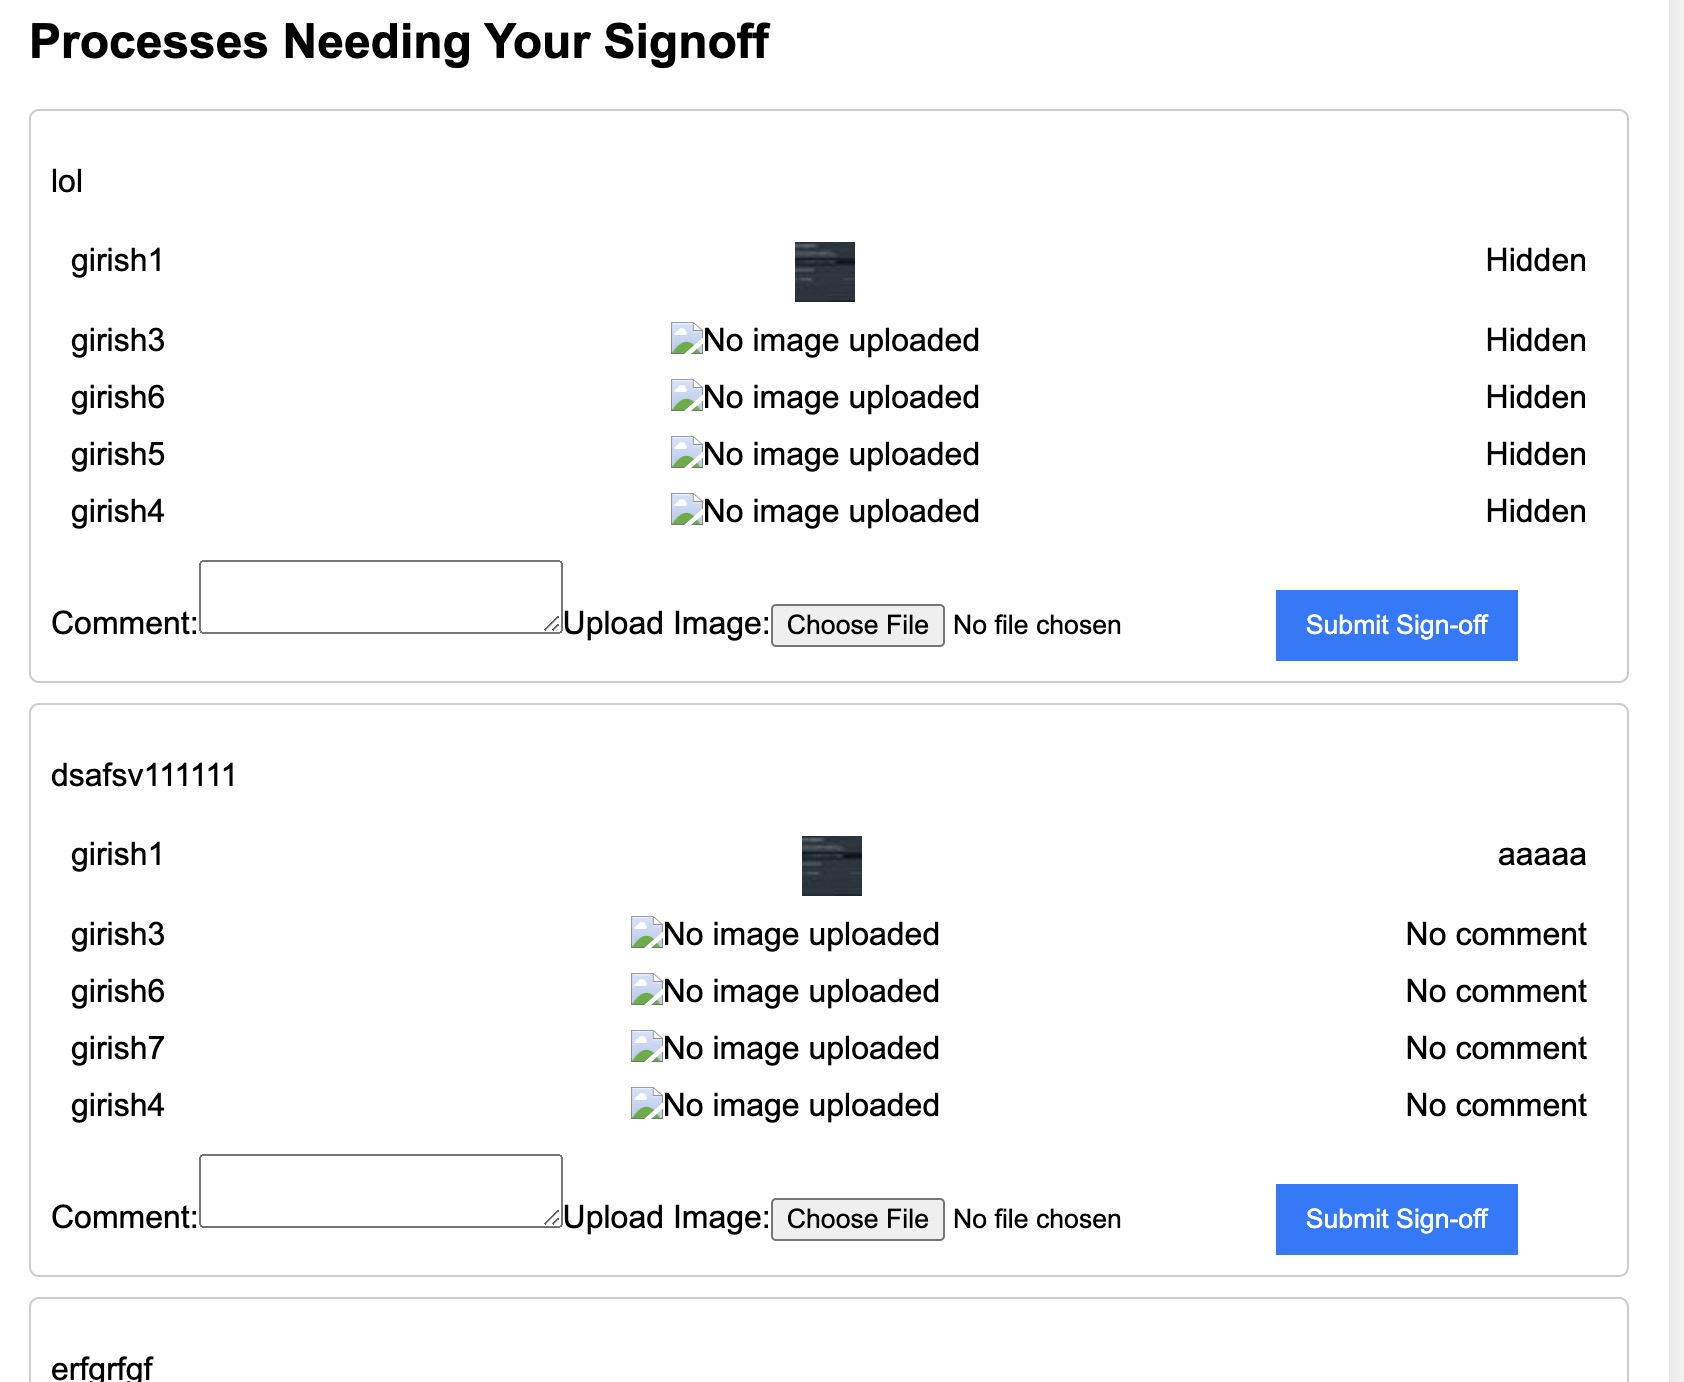 Processes Needing Your Signoff
lol
girish1 Hidden
girish3 No image uploaded Hidden
girish6 No image uploaded Hidden
girish5 No image uploaded Hidden
girish4 No image uploaded Hidden
Comment: Upload Image: Choose File No file chosen Submit Sign-off
dsafsv111111
girish1 aaaaa
girish3 No image uploaded No comment
girish6 No image uploaded No comment
girish7 No image uploaded No comment
girish4 No image uploaded No comment
Comment: Upload Image: Choose File No file chosen Submit Sign-off
erfgrfgf